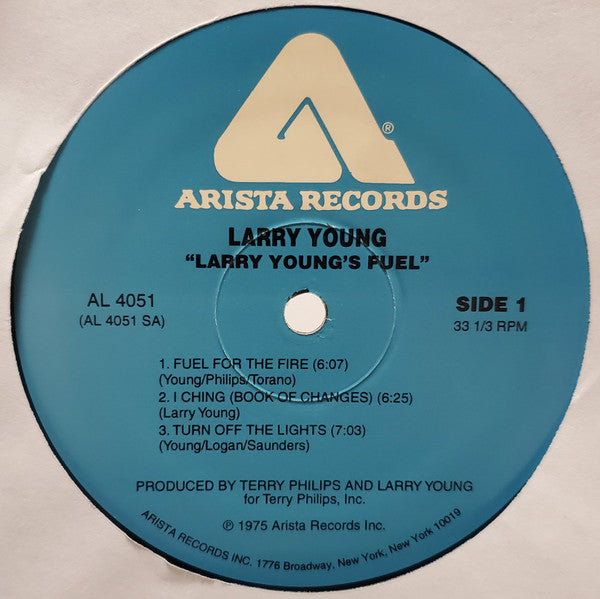 ®
ARISTA RECORDS
LARRY YOUNG
"LARRY YOUNG'S FUEL"
AL 4051
(AL 4051 SA)
SIDE 1
33 1/3 RPM
1. FUEL FOR THE FIRE (6:07)
(Young/Philips/Torano)
2. I CHING (BOOK OF CHANGES) (6:25)
(Larry Young)
3. TURN OFF THE LIGHTS (7:03)
(Young/Logan/Saunders)
PRODUCED BY TERRY PHILIPS AND LARRY YOUNG
for Terry Philips, Inc.
℗ 1975 Arista Records Inc.
ARISTA RECORDS INC. 1776 Broadway, New York, New York 10019